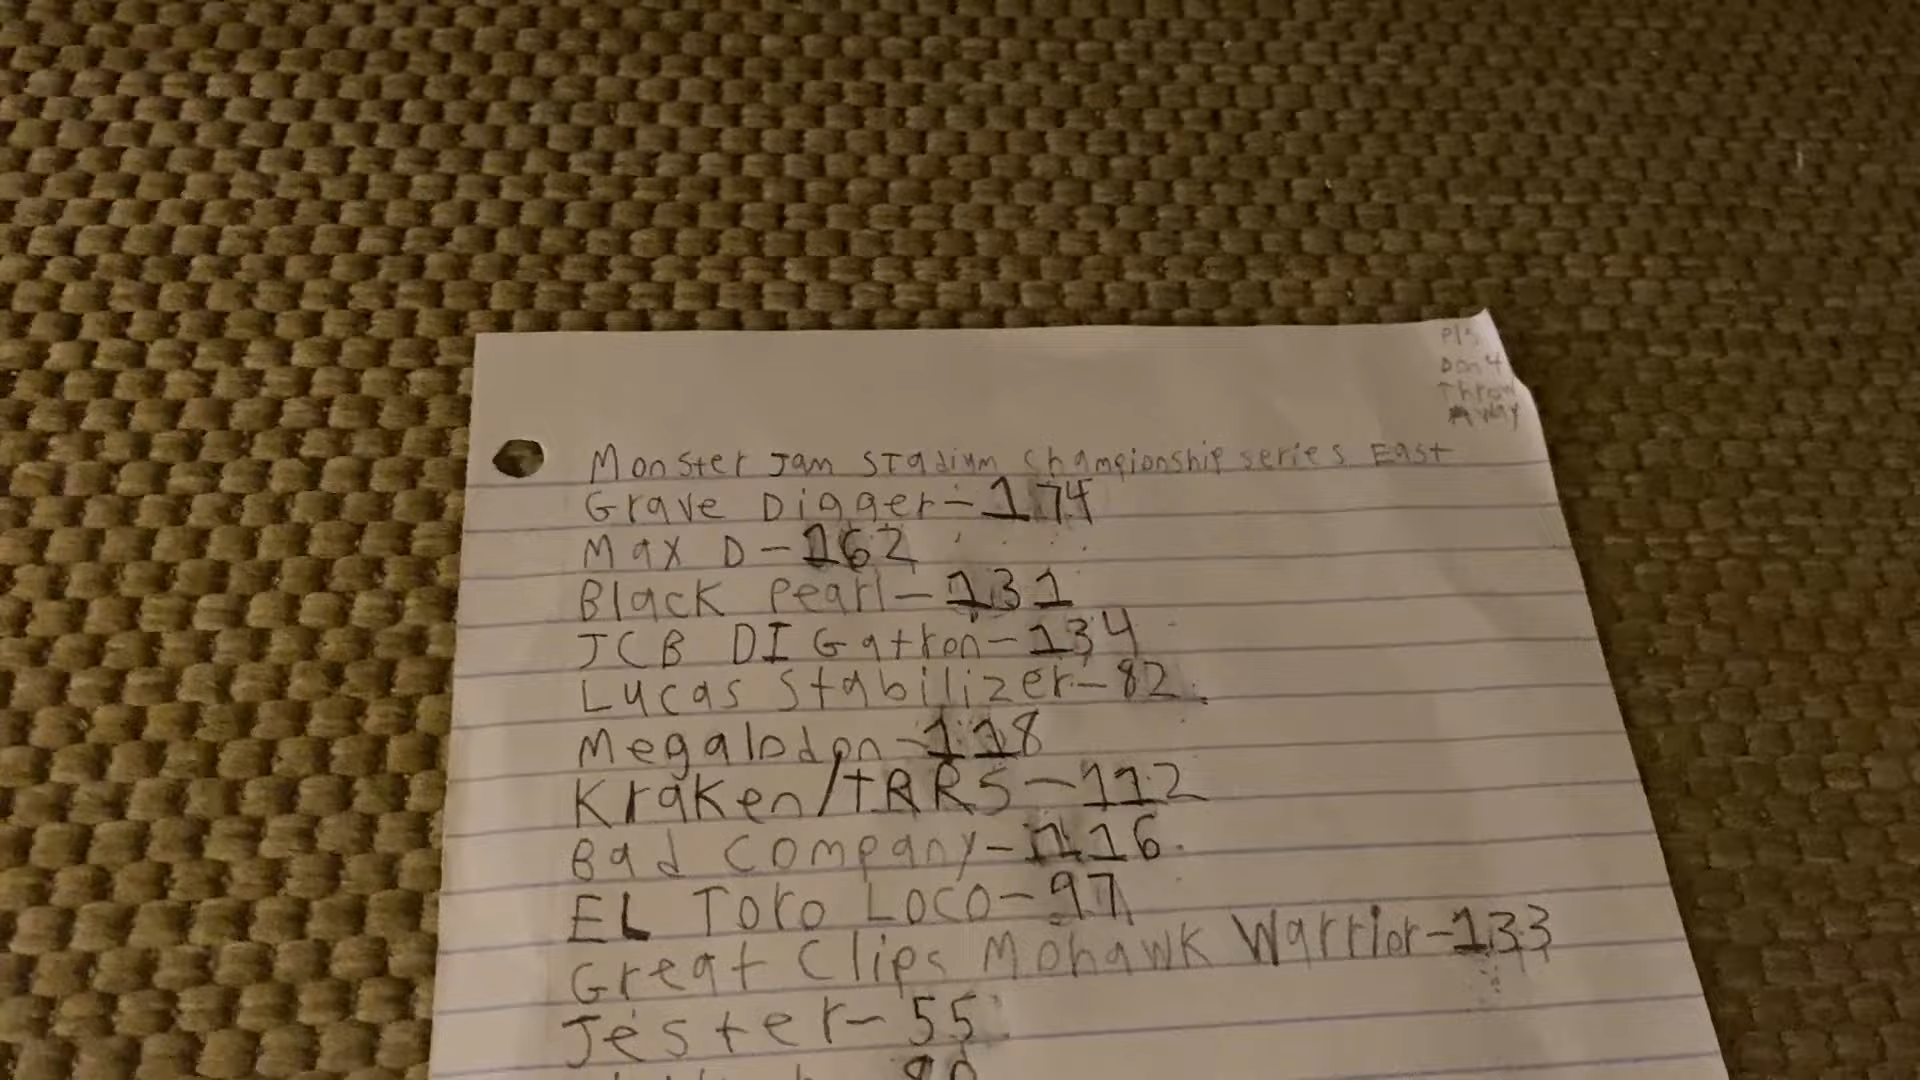 Pls
Don4
Throw
Away
Monster Jam Stadium Championship series East
Grave Digger-174
Max D-162
Black Pearl-131
JCB DIGatron-134
Lucas Stabilizer-82
Megalodon-118
Kraken/TRRS-112
Bad Company-116
EL Toro Loco-97
Great Clips Mohawk Warrior-133
Jester-55